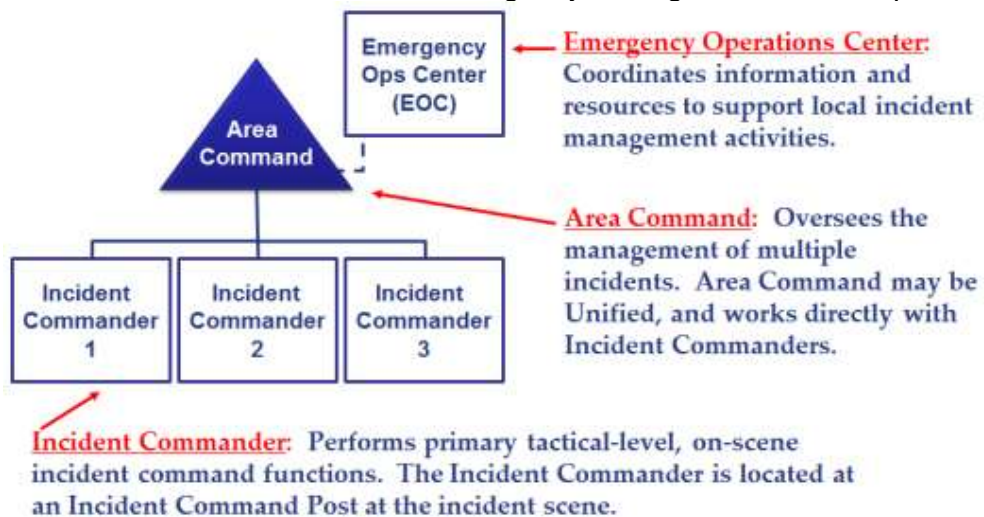 Emergency
Ops Center
(EOC)
Emergency Operations Center:
Coordinates information and
resources to support local incident
management activities.
Area
Command
Area Command: Oversees the
management of multiple
incidents. Area Command may be
Unified, and works directly with
Incident Commanders.
Incident
Commander
1
Incident
Commander
2
Incident
Commander
3
Incident Commander: Performs primary tactical-level, on-scene
incident command functions. The Incident Commander is located at
an Incident Command Post at the incident scene.